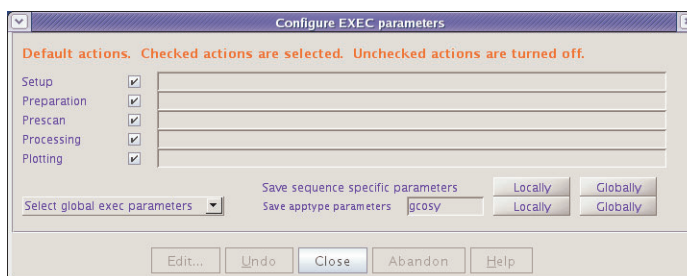 Configure EXEC parameters
Default actions. Checked actions are selected. Unchecked actions are turned off.
Setup
Preparation
Prescan
Processing
Plotting
Save sequence specific parameters Locally Globally
Select global exec parameters Save apptype parameters gcosy Locally Globally
Edit... Undo Close Abandon Help